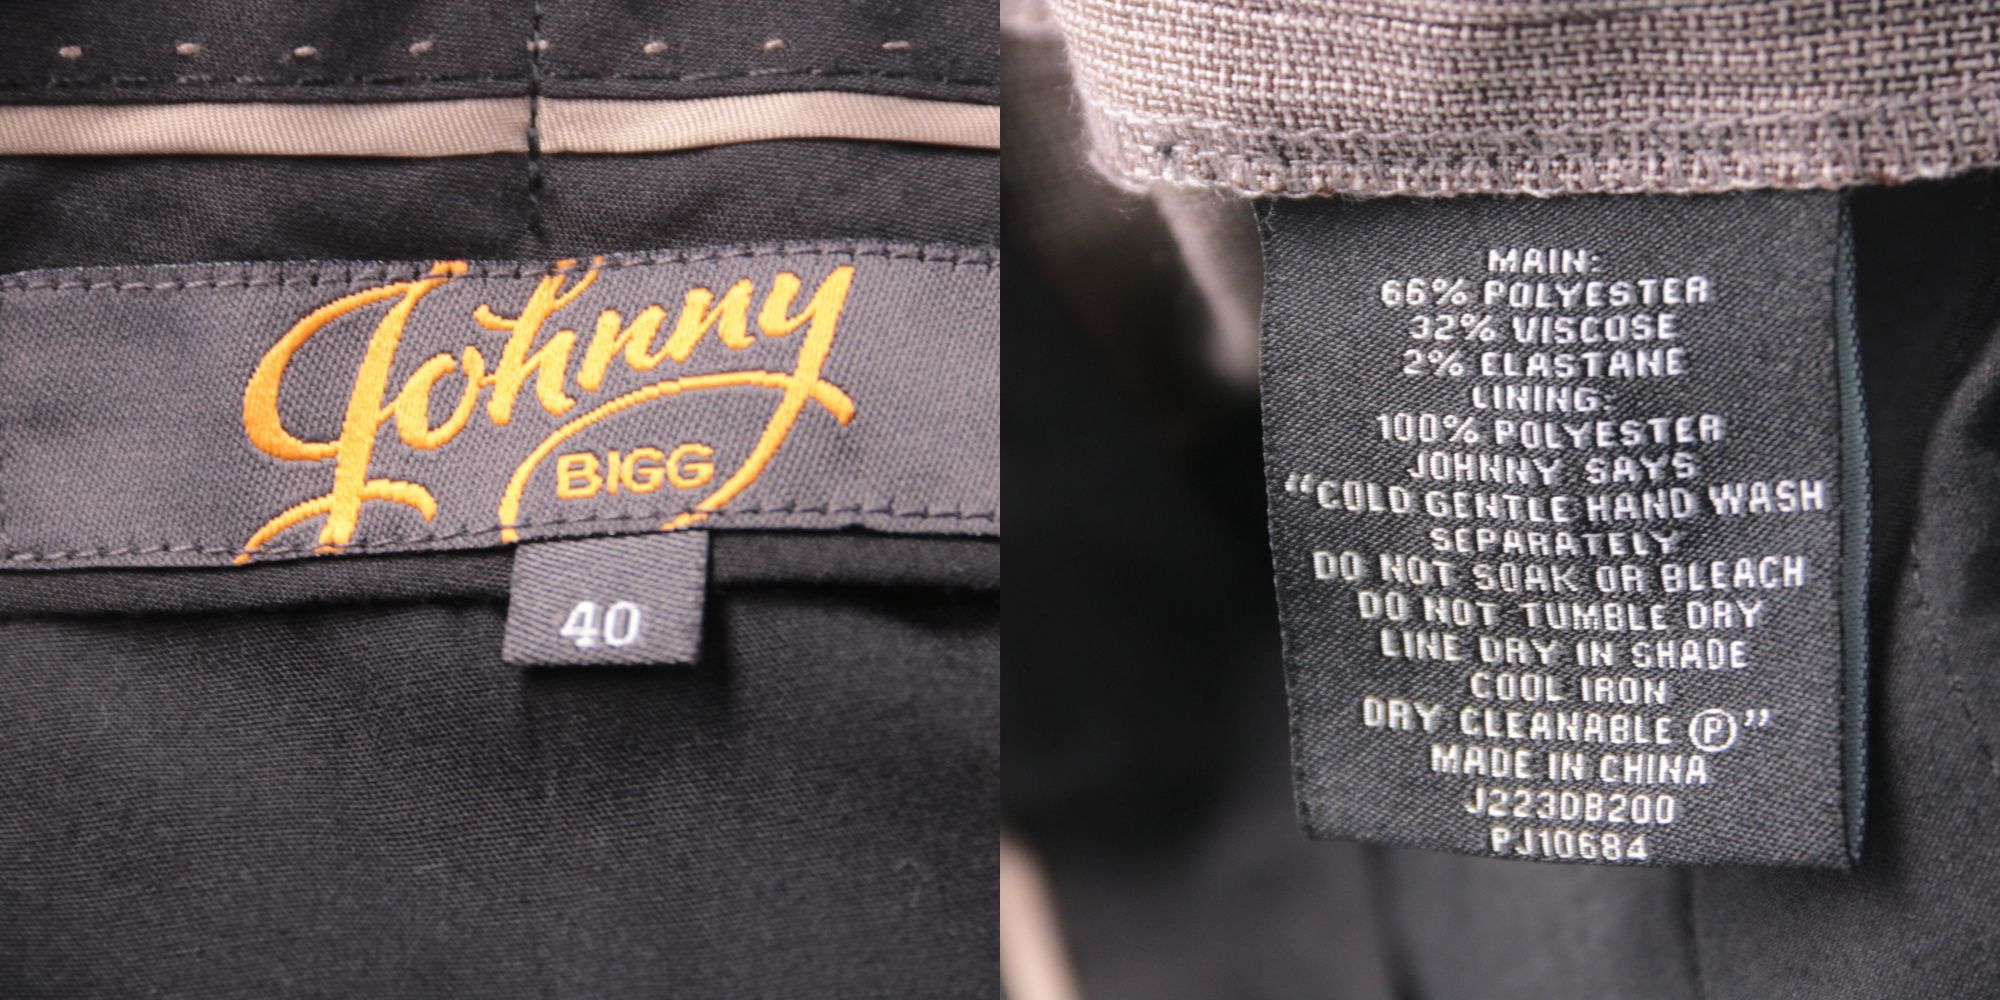 Johnny
BIGG
40
MAIN:
66% POLYESTER
32% VISCOSE
2% ELASTANE
LINING:
100% POLYESTER
JOHNNY SAYS
"COLD GENTLE HAND WASH
SEPARATELY
DO NOT SOAK OR BLEACH
DO NOT TUMBLE DRY
LINE DRY IN SHADE
COOL IRON
DRY CLEANABLE Ⓟ"
MADE IN CHINA
J223DB200
PJ10684